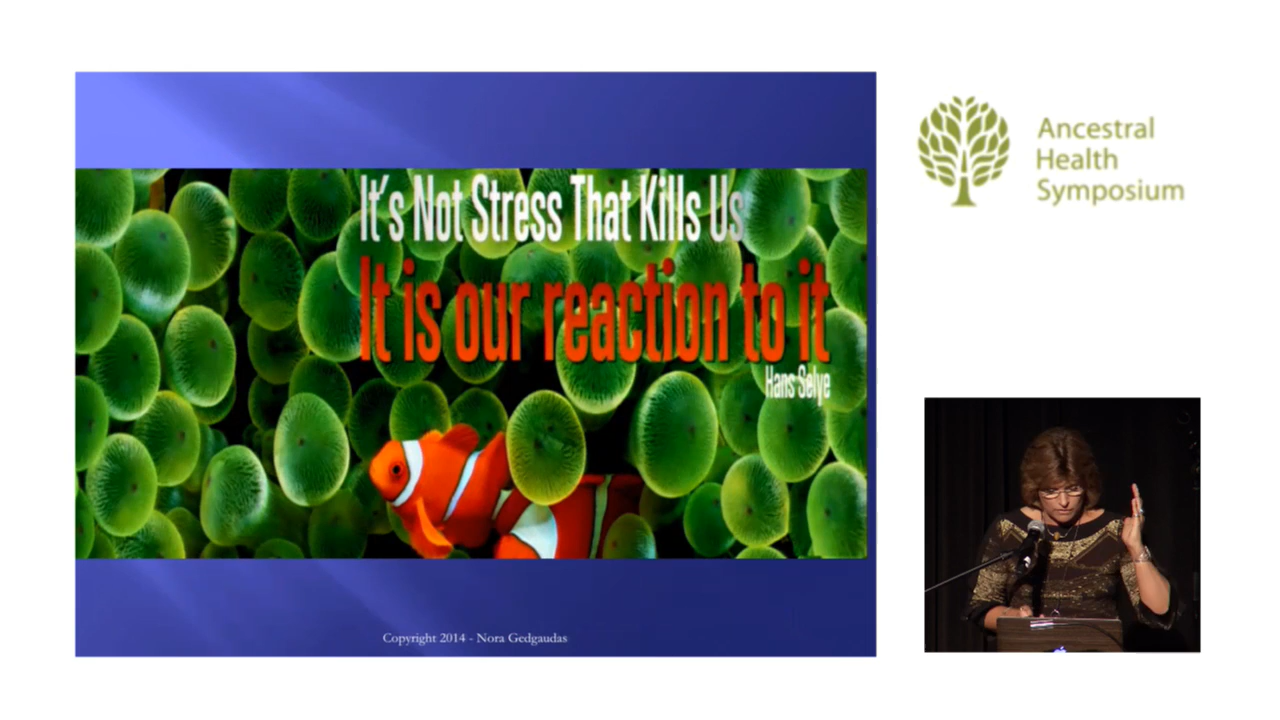 It's Not Stress That Kills Us
It is our reaction to it
Hans Selye
Copyright 2014 - Nora Gedgaudas
Ancestral
Health
Symposium